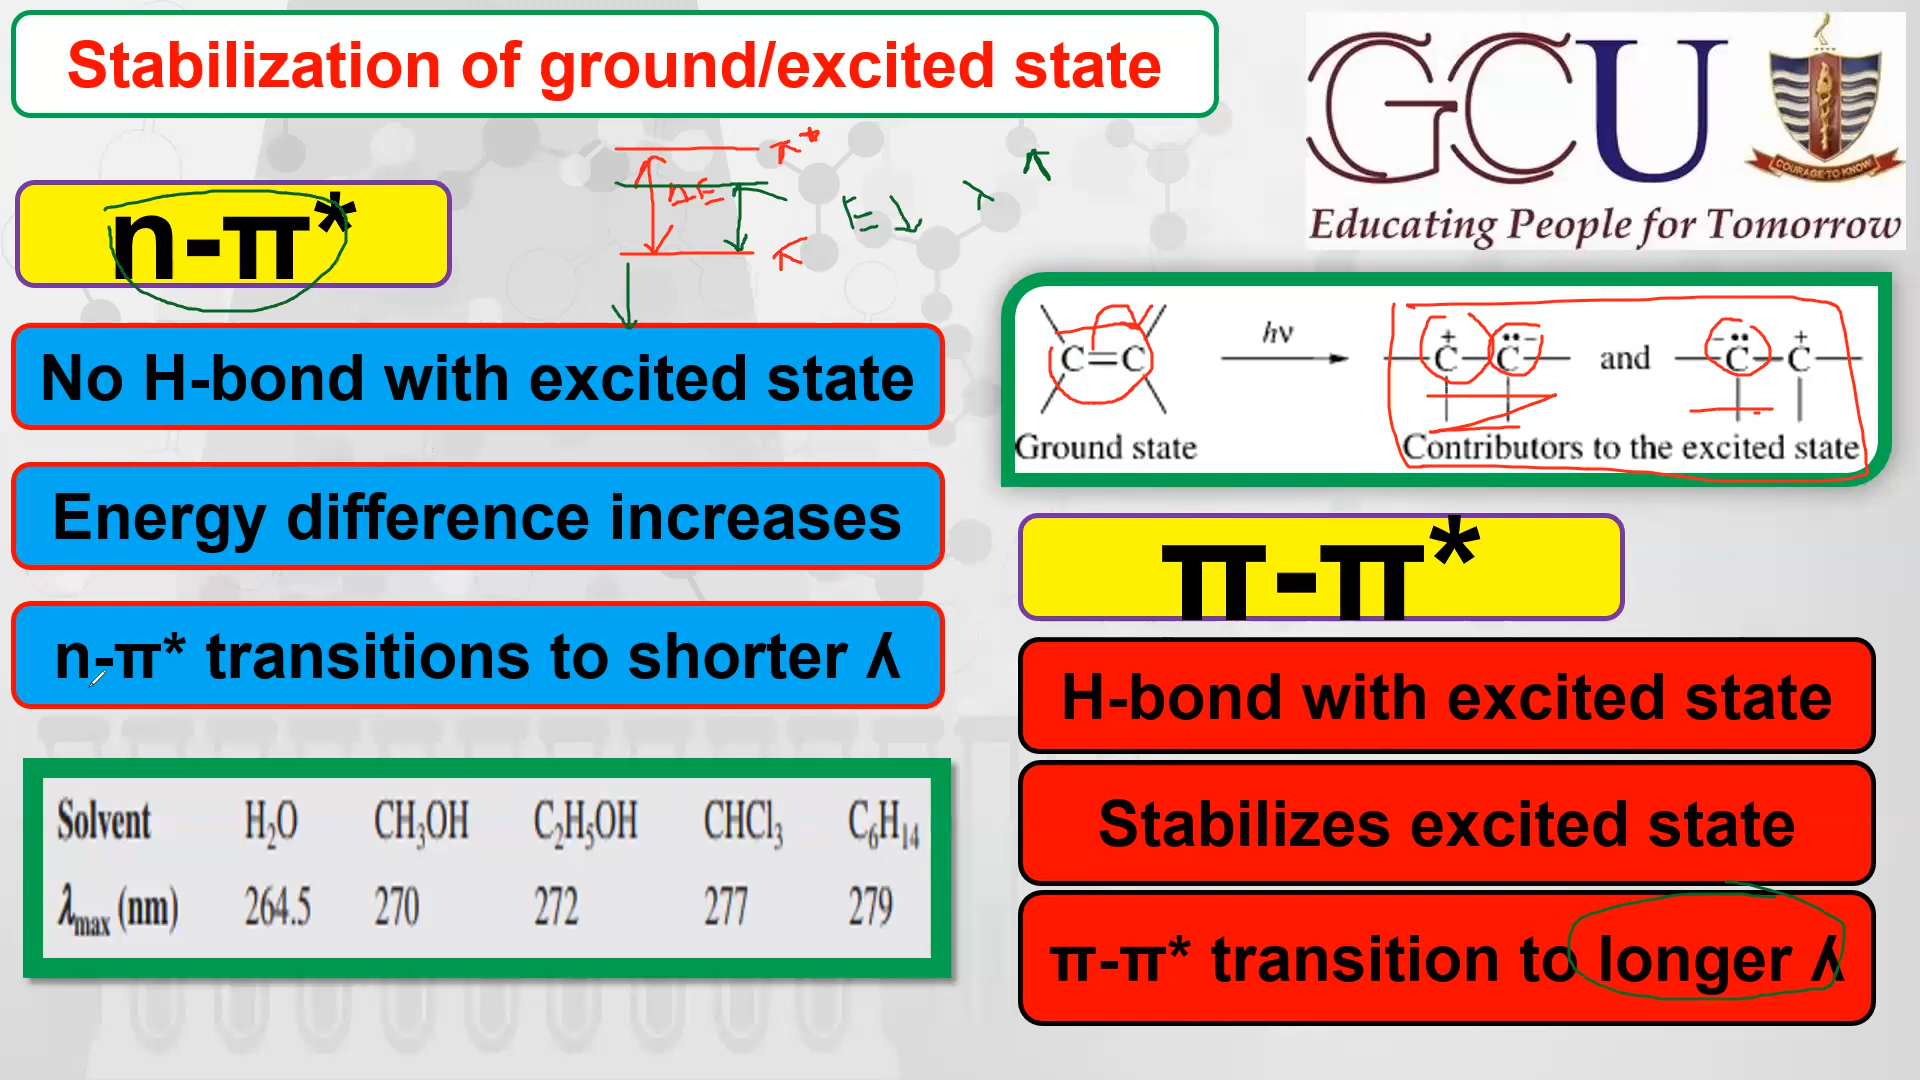 Stabilization of ground/excited state
GCU
COURAGE TO KNOW
Educating People for Tomorrow
π*
ΔE
E ↓ λ ↑
π
n-π*
No H-bond with excited state
Energy difference increases
n-π* transitions to shorter ʎ
C=C
hν
+ −
C C
and
− +
C C
Ground state
Contributors to the excited state
π-π*
H-bond with excited state
Stabilizes excited state
π-π* transition to longer ʎ
Solvent H₂O CH₃OH C₂H₅OH CHCl₃ C₆H₁₄
λmax (nm) 264.5 270 272 277 279